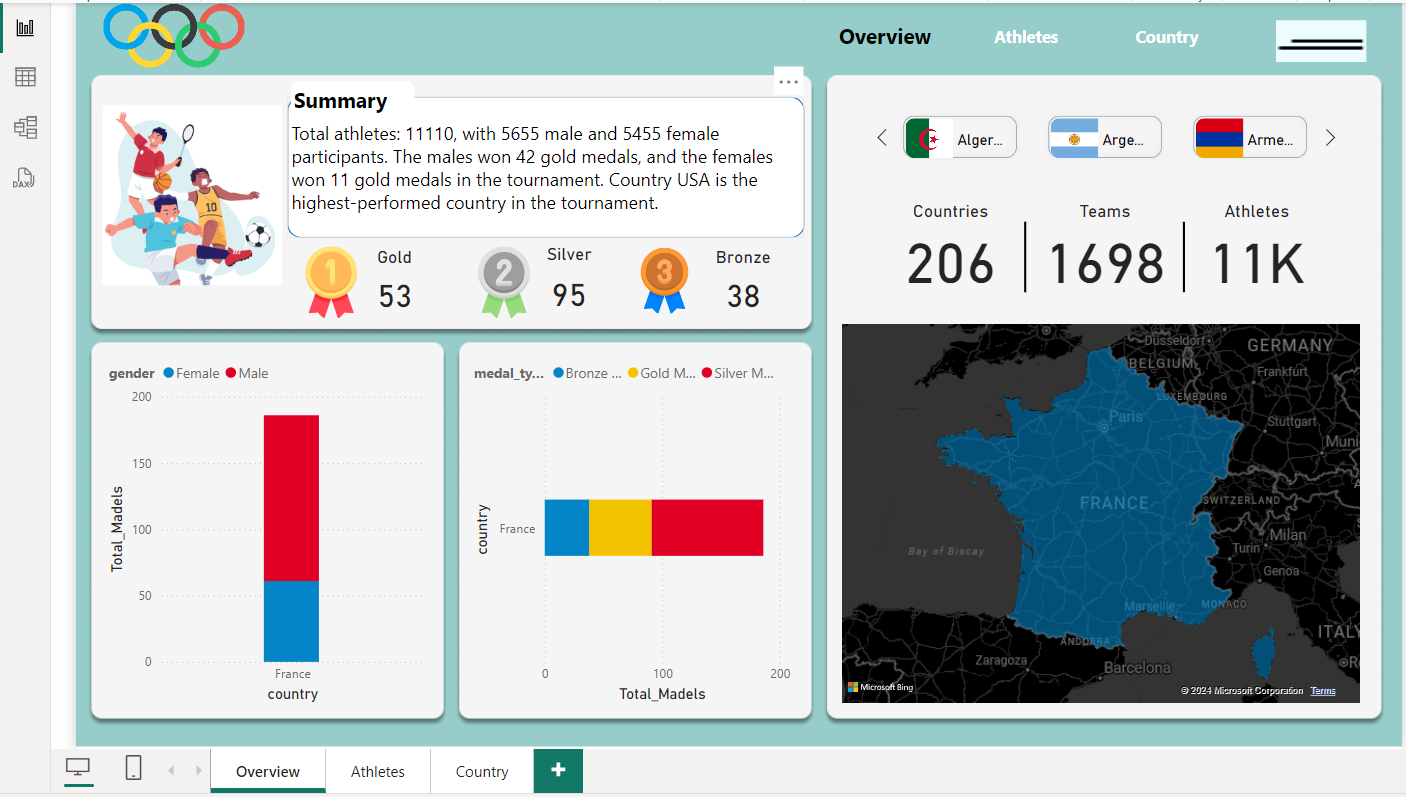 Overview
Athletes
Country
DAX
Summary
Total athletes: 11110, with 5655 male and 5455 female
participants. The males won 42 gold medals, and the females
won 11 gold medals in the tournament. Country USA is the
highest-performed country in the tournament.
10
1
Gold
53
2
Silver
95
3
Bronze
38
Alger...
Arge...
Arme...
Countries
206
Teams
1698
Athletes
11K
gender Female Male
200
150
100
50
0
Total_Madels
France
country
medal_ty... Bronze ... Gold M... Silver M...
country
France
0 100 200
Total_Madels
Düsseldorf
GERMANY
BELGIUM
Frankfurt
LUXEMBOURG
Paris
Stuttgart
Muni
FRANCE
SWITZERLAND
Milan
Turin
Bay of Biscay
Genoa
Marseille
MONACO
ITALY
ANDORRA
Zaragoza
Barcelona
Microsoft Bing
© 2024 Microsoft Corporation Terms
Overview
Athletes
Country
+